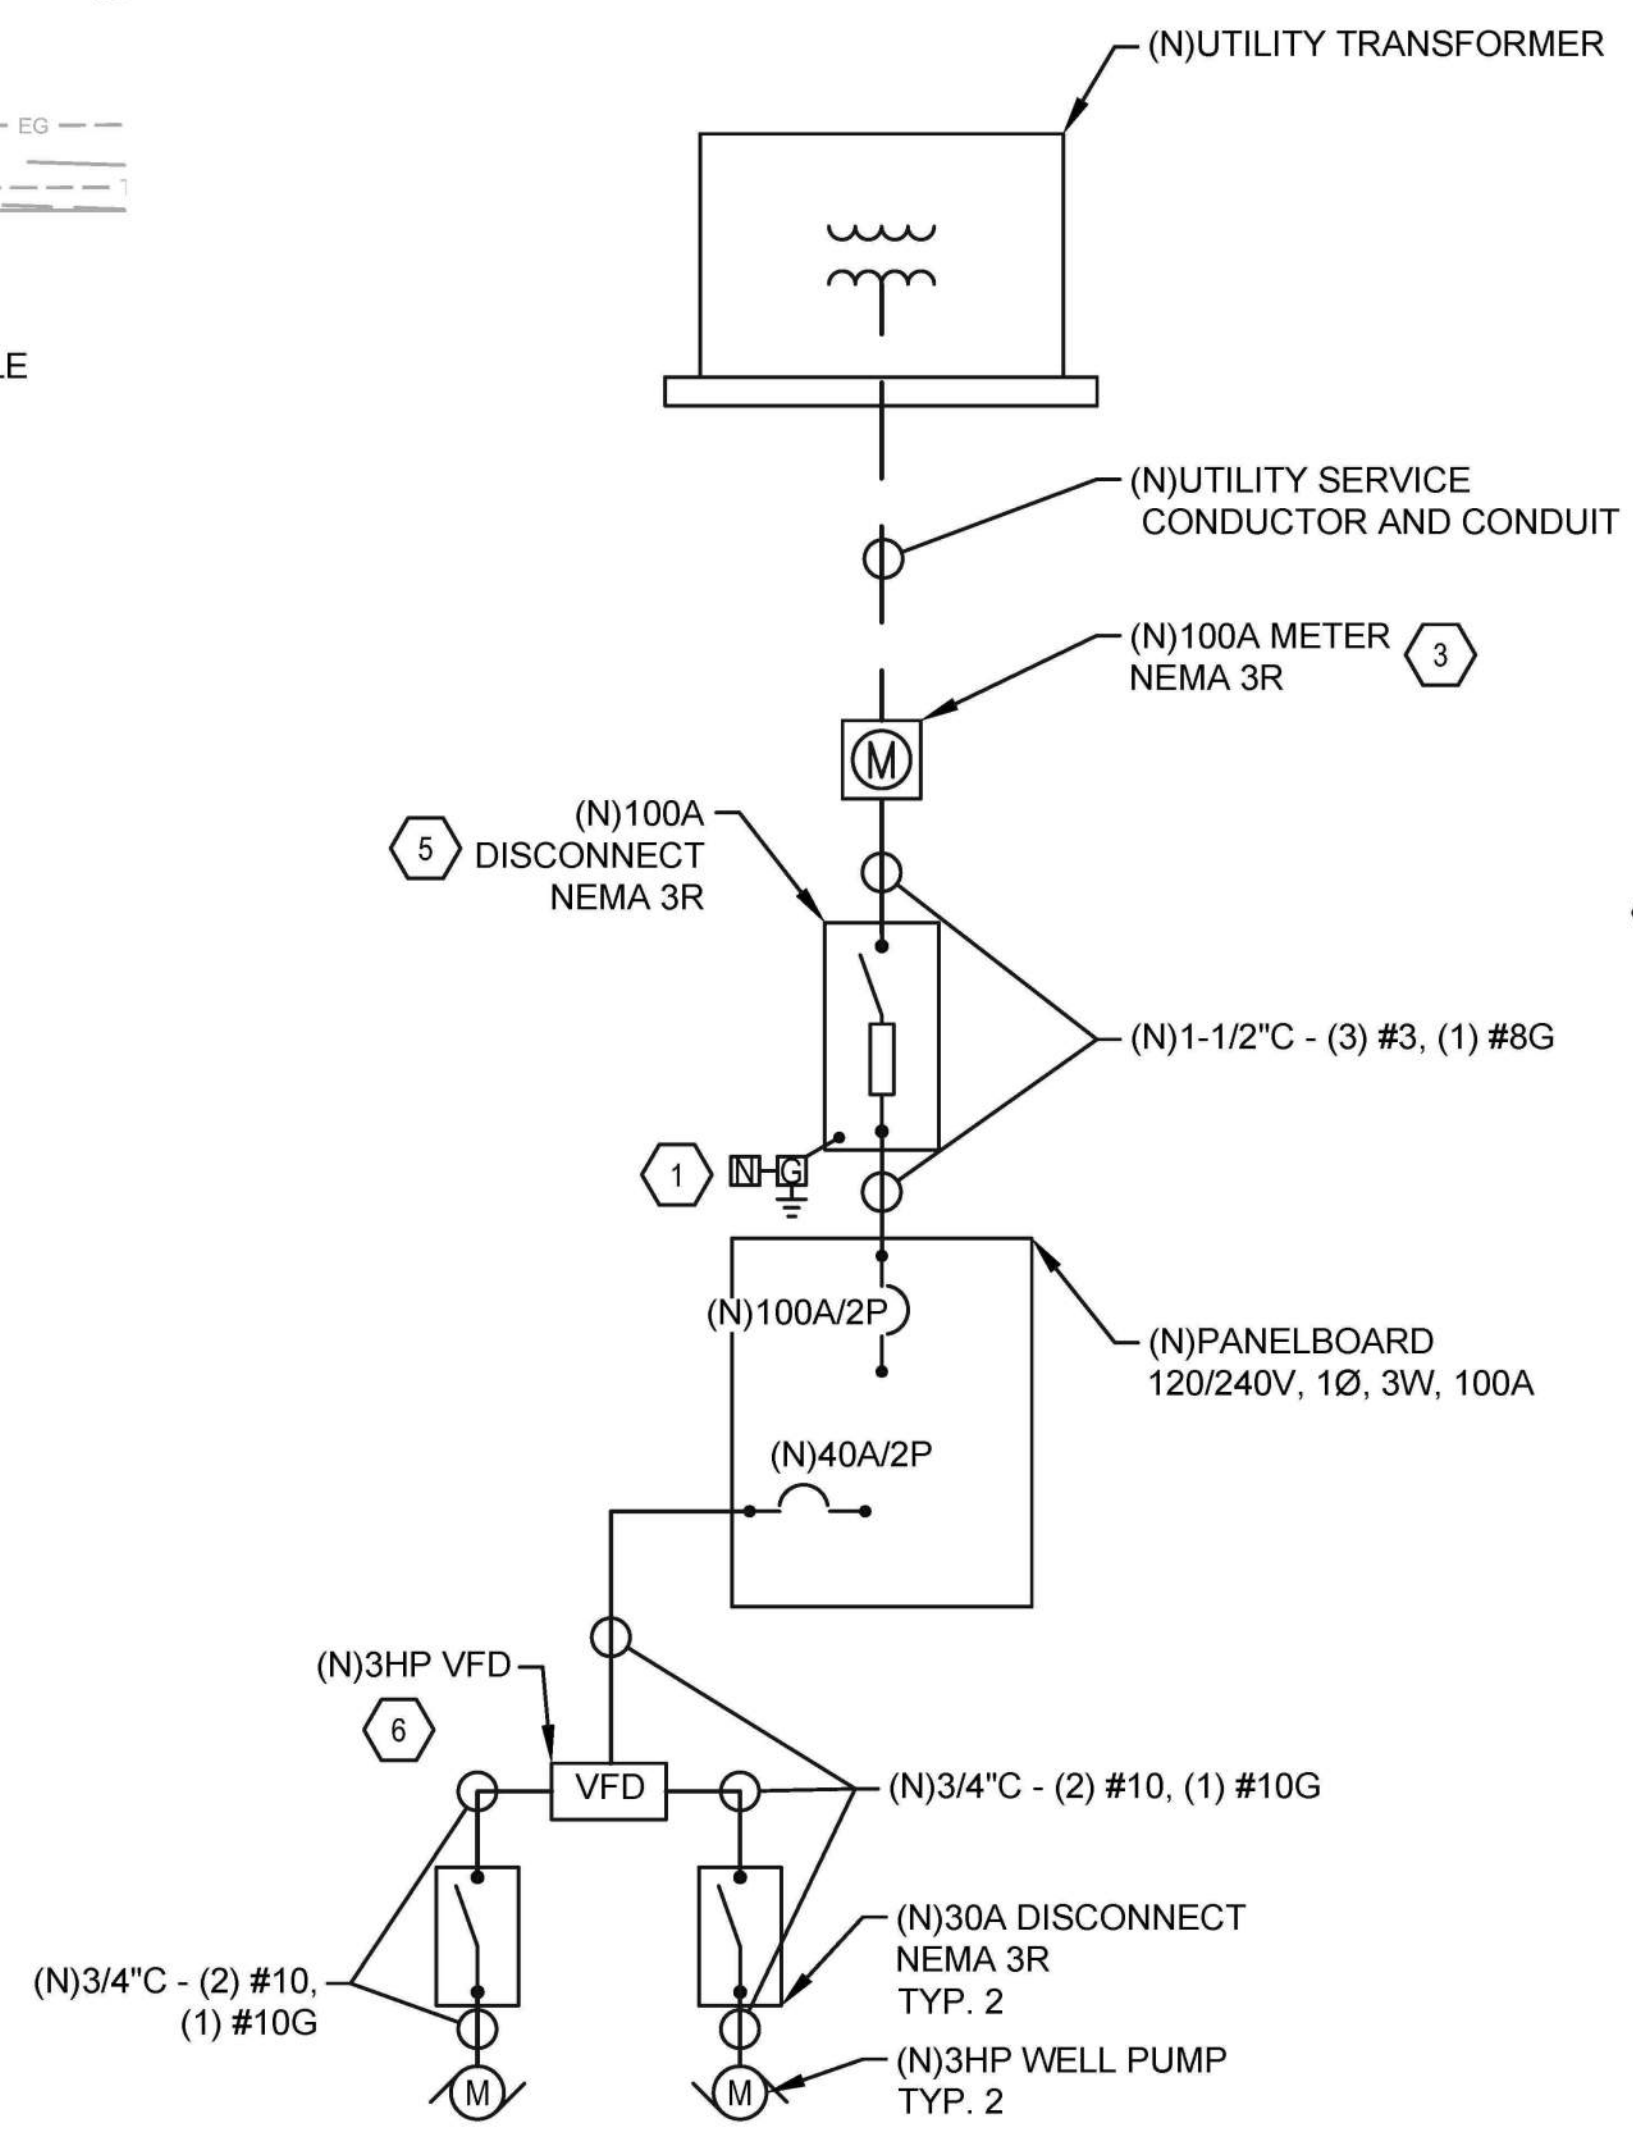 (N)UTILITY TRANSFORMER
EG
LE
(N)UTILITY SERVICE
CONDUCTOR AND CONDUIT
(N)100A METER
NEMA 3R
3
M
(N)100A
DISCONNECT
NEMA 3R
5
(N)1-1/2"C - (3) #3, (1) #8G
1
N
G
(N)100A/2P
(N)PANELBOARD
120/240V, 1Ø, 3W, 100A
(N)40A/2P
(N)3HP VFD
6
VFD
(N)3/4"C - (2) #10, (1) #10G
(N)30A DISCONNECT
NEMA 3R
TYP. 2
(N)3/4"C - (2) #10,
(1) #10G
(N)3HP WELL PUMP
TYP. 2
M
M